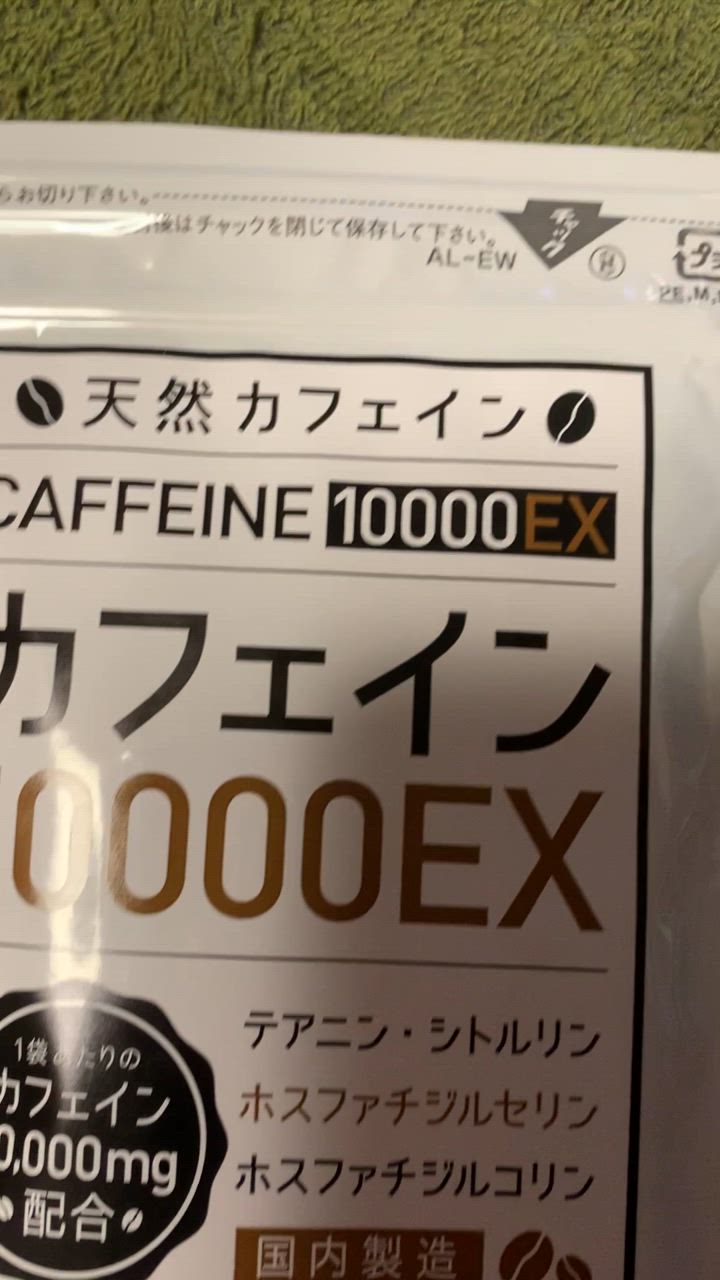 お切り下さい。
後はチャックを閉じて保存して下さい。
チャック
AL-EW
プラ
PE,M,
天然カフェイン
CAFFEINE 10000EX
カフェイン
10000EX
テアニン・シトルリン
ホスファチジルセリン
ホスファチジルコリン
1袋あたりの
カフェイン
0,000mg
配合
国内製造